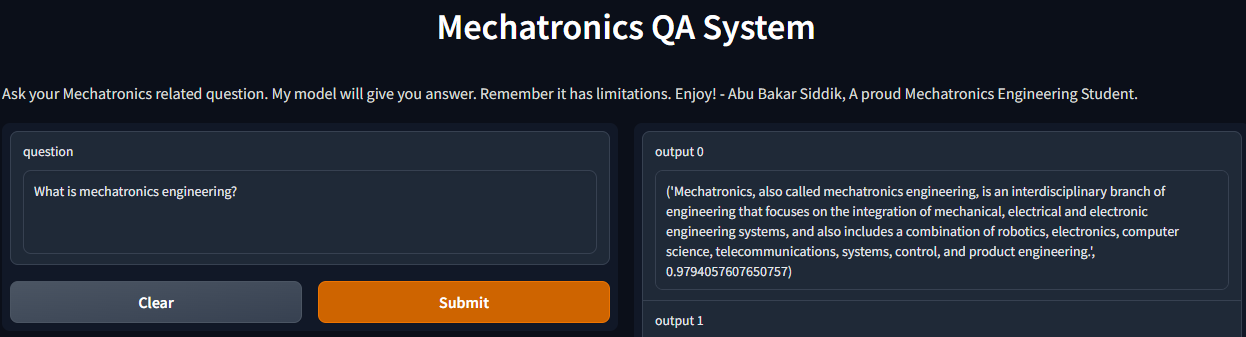 Mechatronics QA System
Ask your Mechatronics related question. My model will give you answer. Remember it has limitations. Enjoy! - Abu Bakar Siddik, A proud Mechatronics Engineering Student.
question
What is mechatronics engineering?
Clear
Submit
output 0
('Mechatronics, also called mechatronics engineering, is an interdisciplinary branch of
engineering that focuses on the integration of mechanical, electrical and electronic
engineering systems, and also includes a combination of robotics, electronics, computer
science, telecommunications, systems, control, and product engineering.',
0.9794057607650757)
output 1